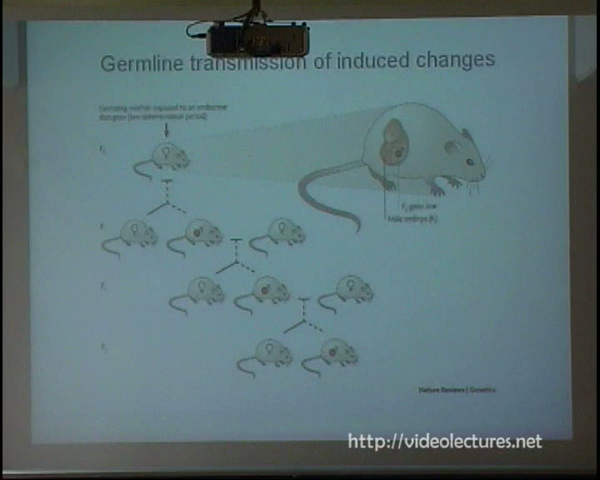 Germline transmission of induced changes
Gestating mother exposed to an endocrine
disruptor (sex determination period)
F₁ germ line
Male embryo (F₁)
Nature Reviews | Genetics
http://videolectures.net